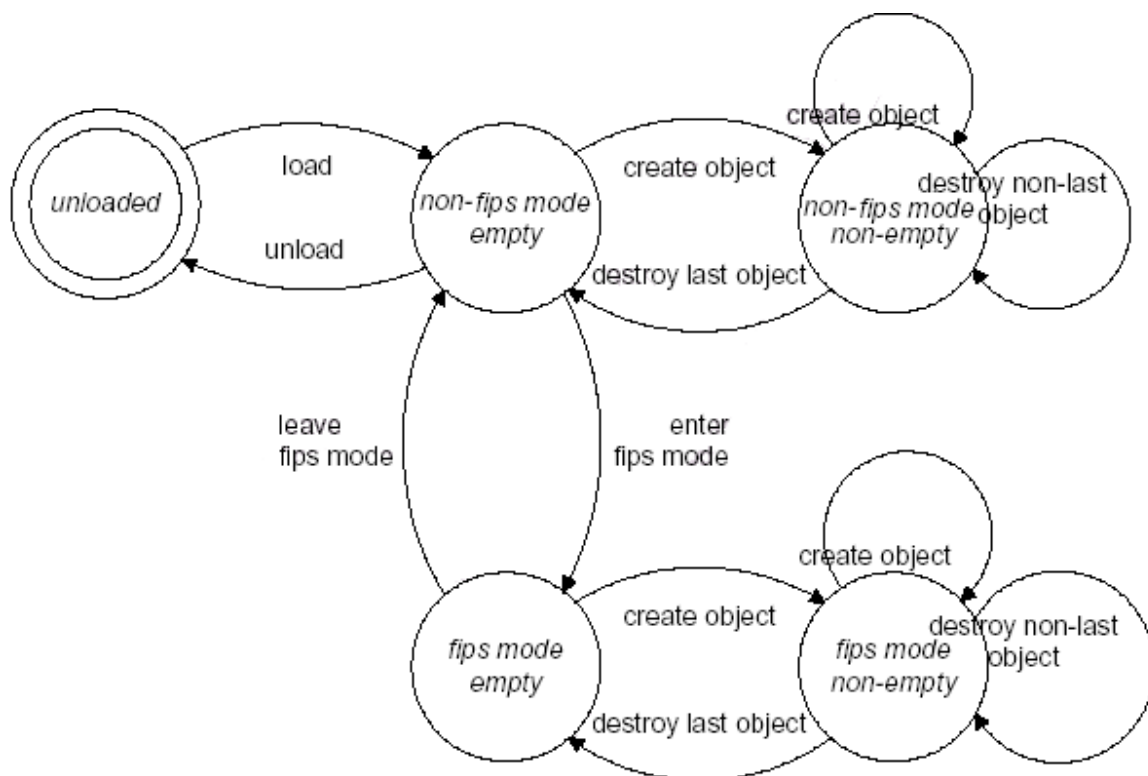 create object
load
create object
destroy non-last
object
unloaded
non-fips mode
empty
non-fips mode
non-empty
unload
destroy last object
leave
fips mode
enter
fips mode
create object
create object
destroy non-last
object
fips mode
empty
fips mode
non-empty
destroy last object